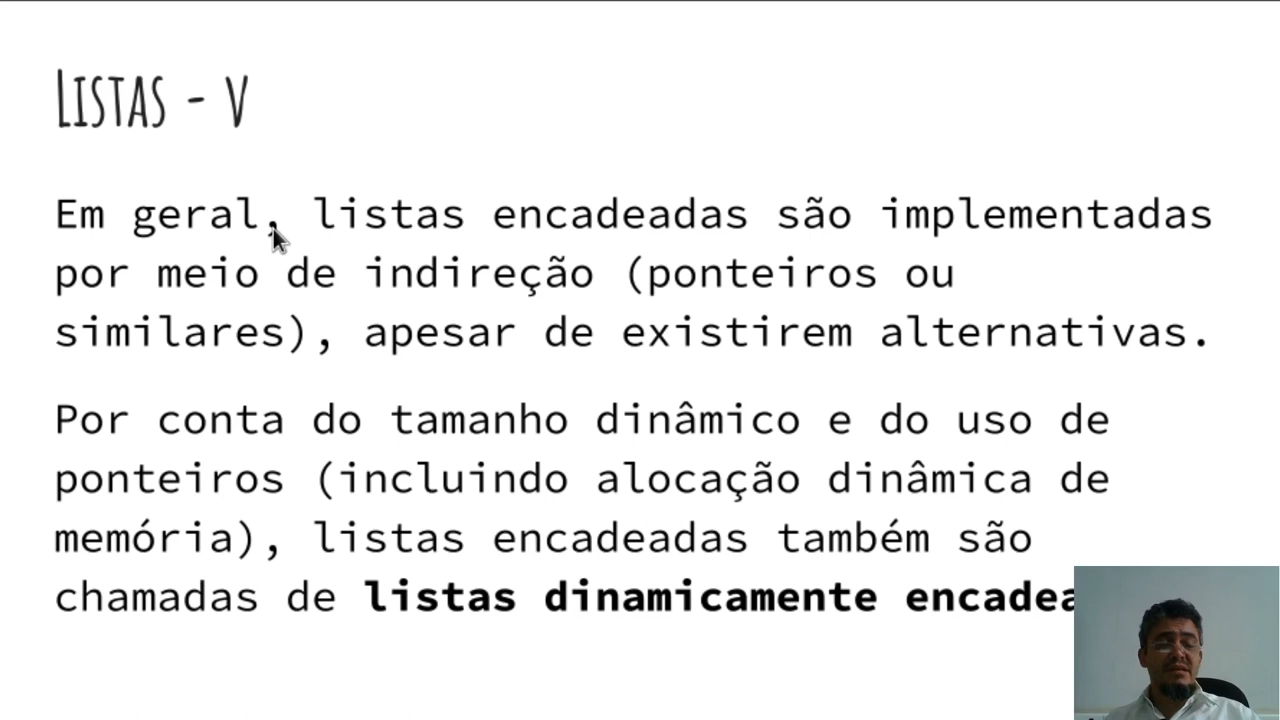 Listas - v
Em geral, listas encadeadas são implementadas
por meio de indireção (ponteiros ou
similares), apesar de existirem alternativas.
Por conta do tamanho dinâmico e do uso de
ponteiros (incluindo alocação dinâmica de
memória), listas encadeadas também são
chamadas de listas dinamicamente